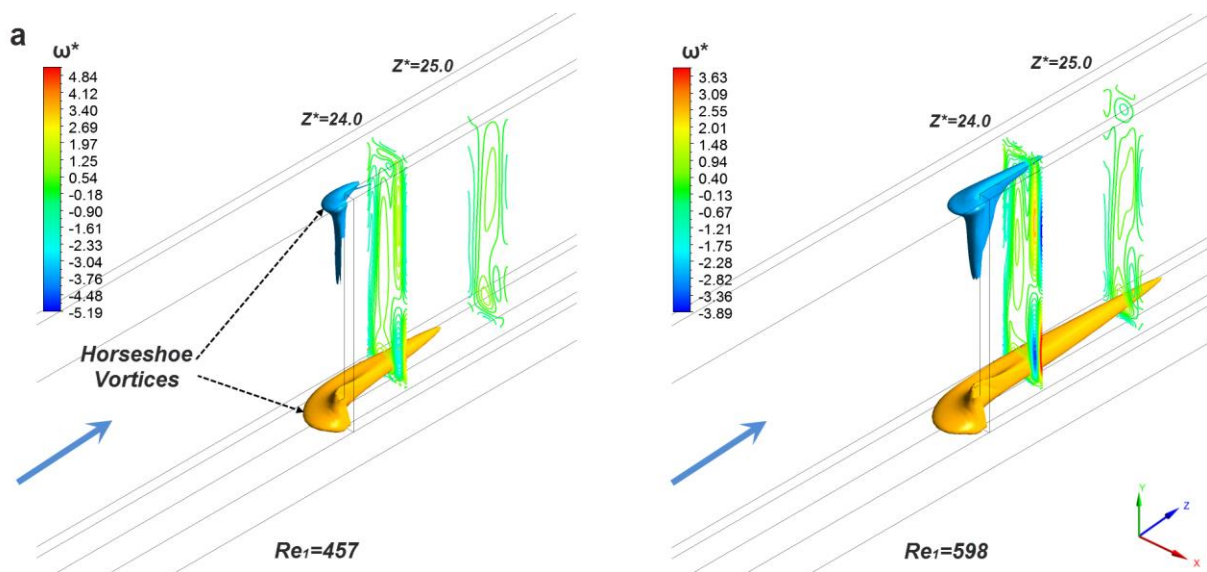 a
ω*
4.84
4.12
3.40
2.69
1.97
1.25
0.54
-0.18
-0.90
-1.61
-2.33
-3.04
-3.76
-4.48
-5.19
Z*=25.0
Z*=24.0
Horseshoe
Vortices
Re₁=457
ω*
3.63
3.09
2.55
2.01
1.48
0.94
0.40
-0.13
-0.67
-1.21
-1.75
-2.28
-2.82
-3.36
-3.89
Z*=25.0
Z*=24.0
Re₁=598
Y
Z
X